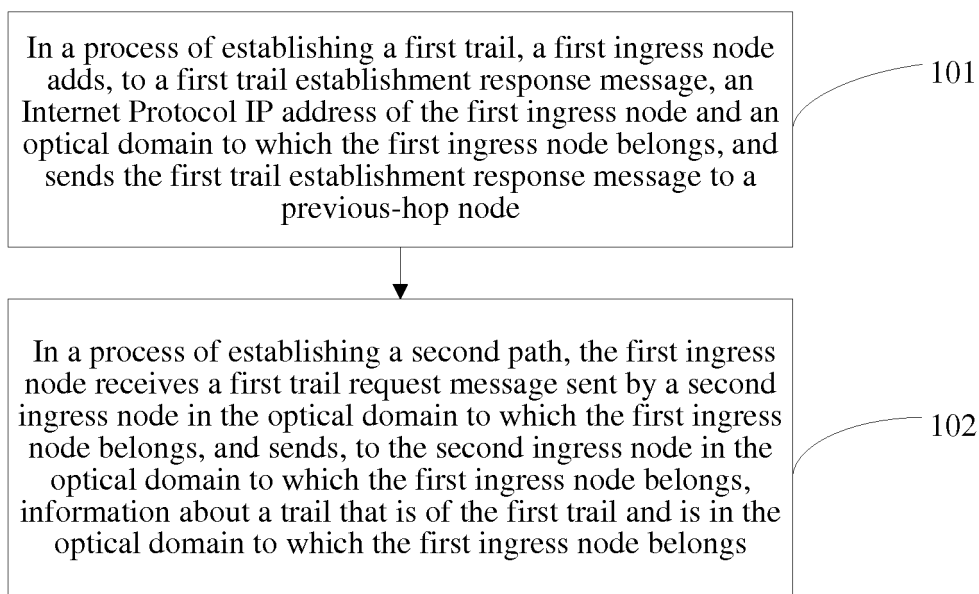 In a process of establishing a first trail, a first ingress node
adds, to a first trail establishment response message, an
Internet Protocol IP address of the first ingress node and an
optical domain to which the first ingress node belongs, and
sends the first trail establishment response message to a
previous-hop node
101
In a process of establishing a second path, the first ingress
node receives a first trail request message sent by a second
ingress node in the optical domain to which the first ingress
node belongs, and sends, to the second ingress node in the
optical domain to which the first ingress node belongs,
information about a trail that is of the first trail and is in the
optical domain to which the first ingress node belongs
102